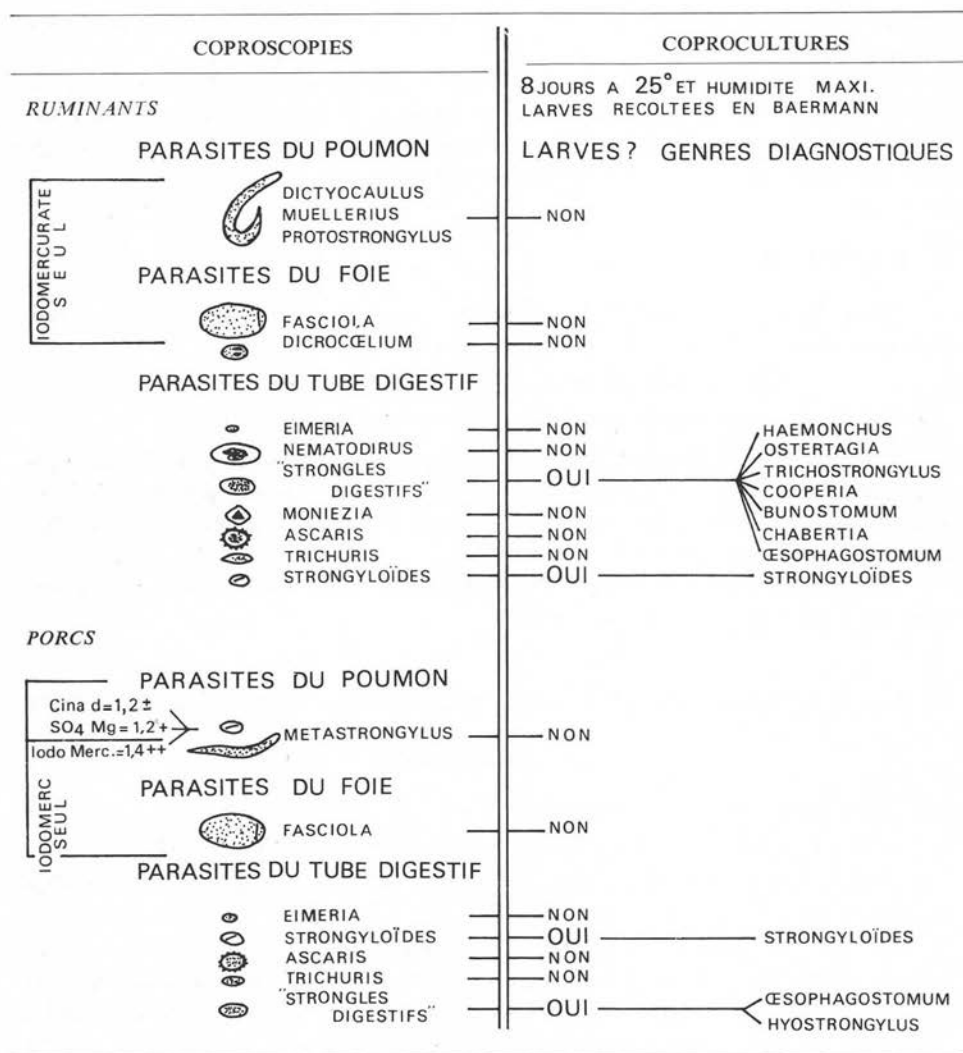 COPROSCOPIES
COPROCULTURES
8 JOURS A 25° ET HUMIDITE MAXI.
LARVES RECOLTEES EN BAERMANN
RUMINANTS
PARASITES DU POUMON
LARVES? GENRES DIAGNOSTIQUES
IODOMERCURATE
SEUL
DICTYOCAULUS
MUELLERIUS NON
PROTOSTRONGYLUS
PARASITES DU FOIE
FASCIOLA NON
DICROCŒLIUM NON
PARASITES DU TUBE DIGESTIF
EIMERIA NON
NEMATODIRUS NON
"STRONGLES
DIGESTIFS" OUI
HAEMONCHUS
OSTERTAGIA
TRICHOSTRONGYLUS
COOPERIA
BUNOSTOMUM
CHABERTIA
ŒSOPHAGOSTOMUM
MONIEZIA NON
ASCARIS NON
TRICHURIS NON
STRONGYLOÏDES OUI STRONGYLOÏDES
PORCS
PARASITES DU POUMON
Cina d=1,2 ±
SO4 Mg=1,2 +
Iodo Merc.=1,4 ++
METASTRONGYLUS NON
PARASITES DU FOIE
IODOMERC
SEUL
FASCIOLA NON
PARASITES DU TUBE DIGESTIF
EIMERIA NON
STRONGYLOÏDES OUI STRONGYLOÏDES
ASCARIS NON
TRICHURIS NON
"STRONGLES
DIGESTIFS" OUI
ŒSOPHAGOSTOMUM
HYOSTRONGYLUS